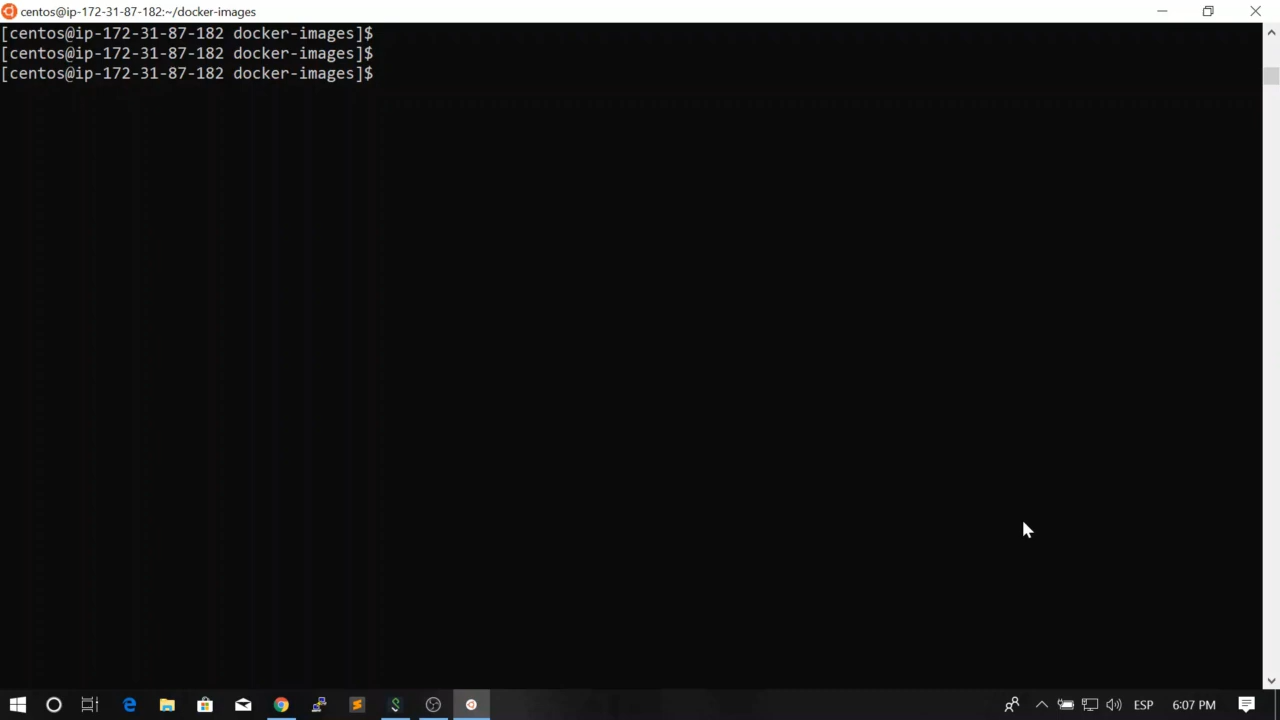 centos@ip-172-31-87-182:~/docker-images
[centos@ip-172-31-87-182 docker-images]$
[centos@ip-172-31-87-182 docker-images]$
[centos@ip-172-31-87-182 docker-images]$
ESP
6:07 PM